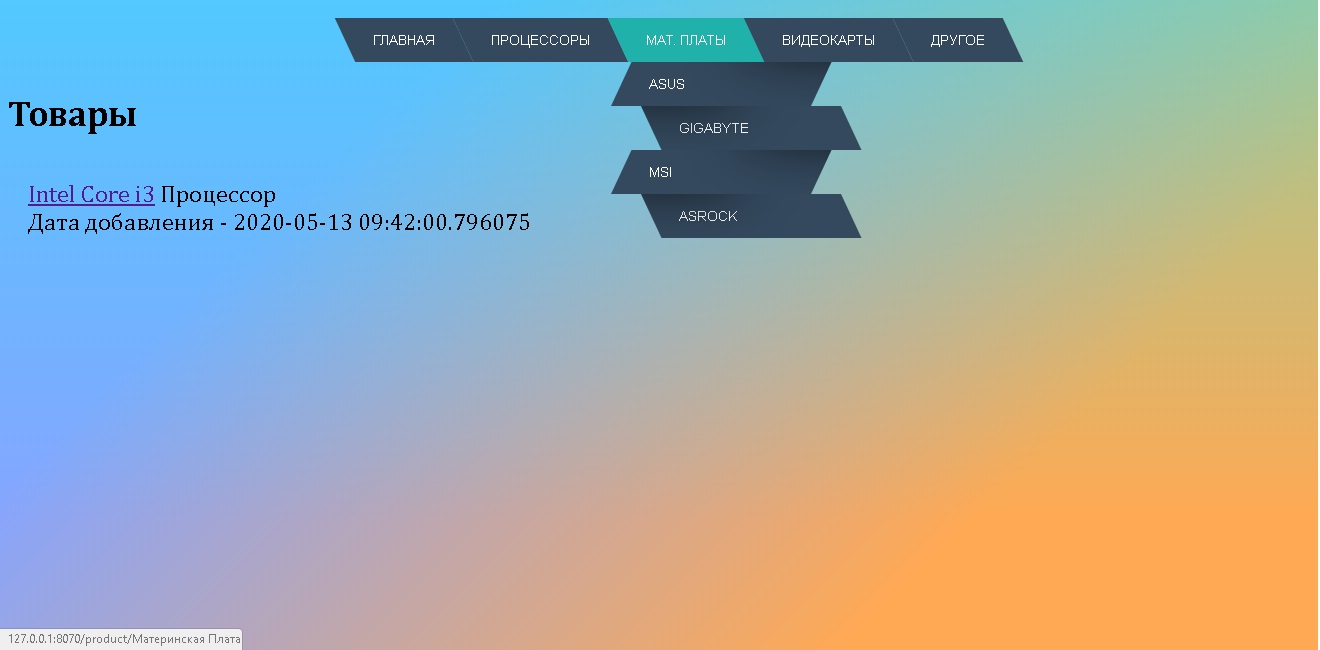 ГЛАВНАЯ ПРОЦЕССОРЫ МАТ. ПЛАТЫ ВИДЕОКАРТЫ ДРУГОЕ
ASUS
GIGABYTE
MSI
ASROCK
Товары
Intel Core i3 Процессор
Дата добавления - 2020-05-13 09:42:00.796075
127.0.0.1:8070/product/Материнская Плата